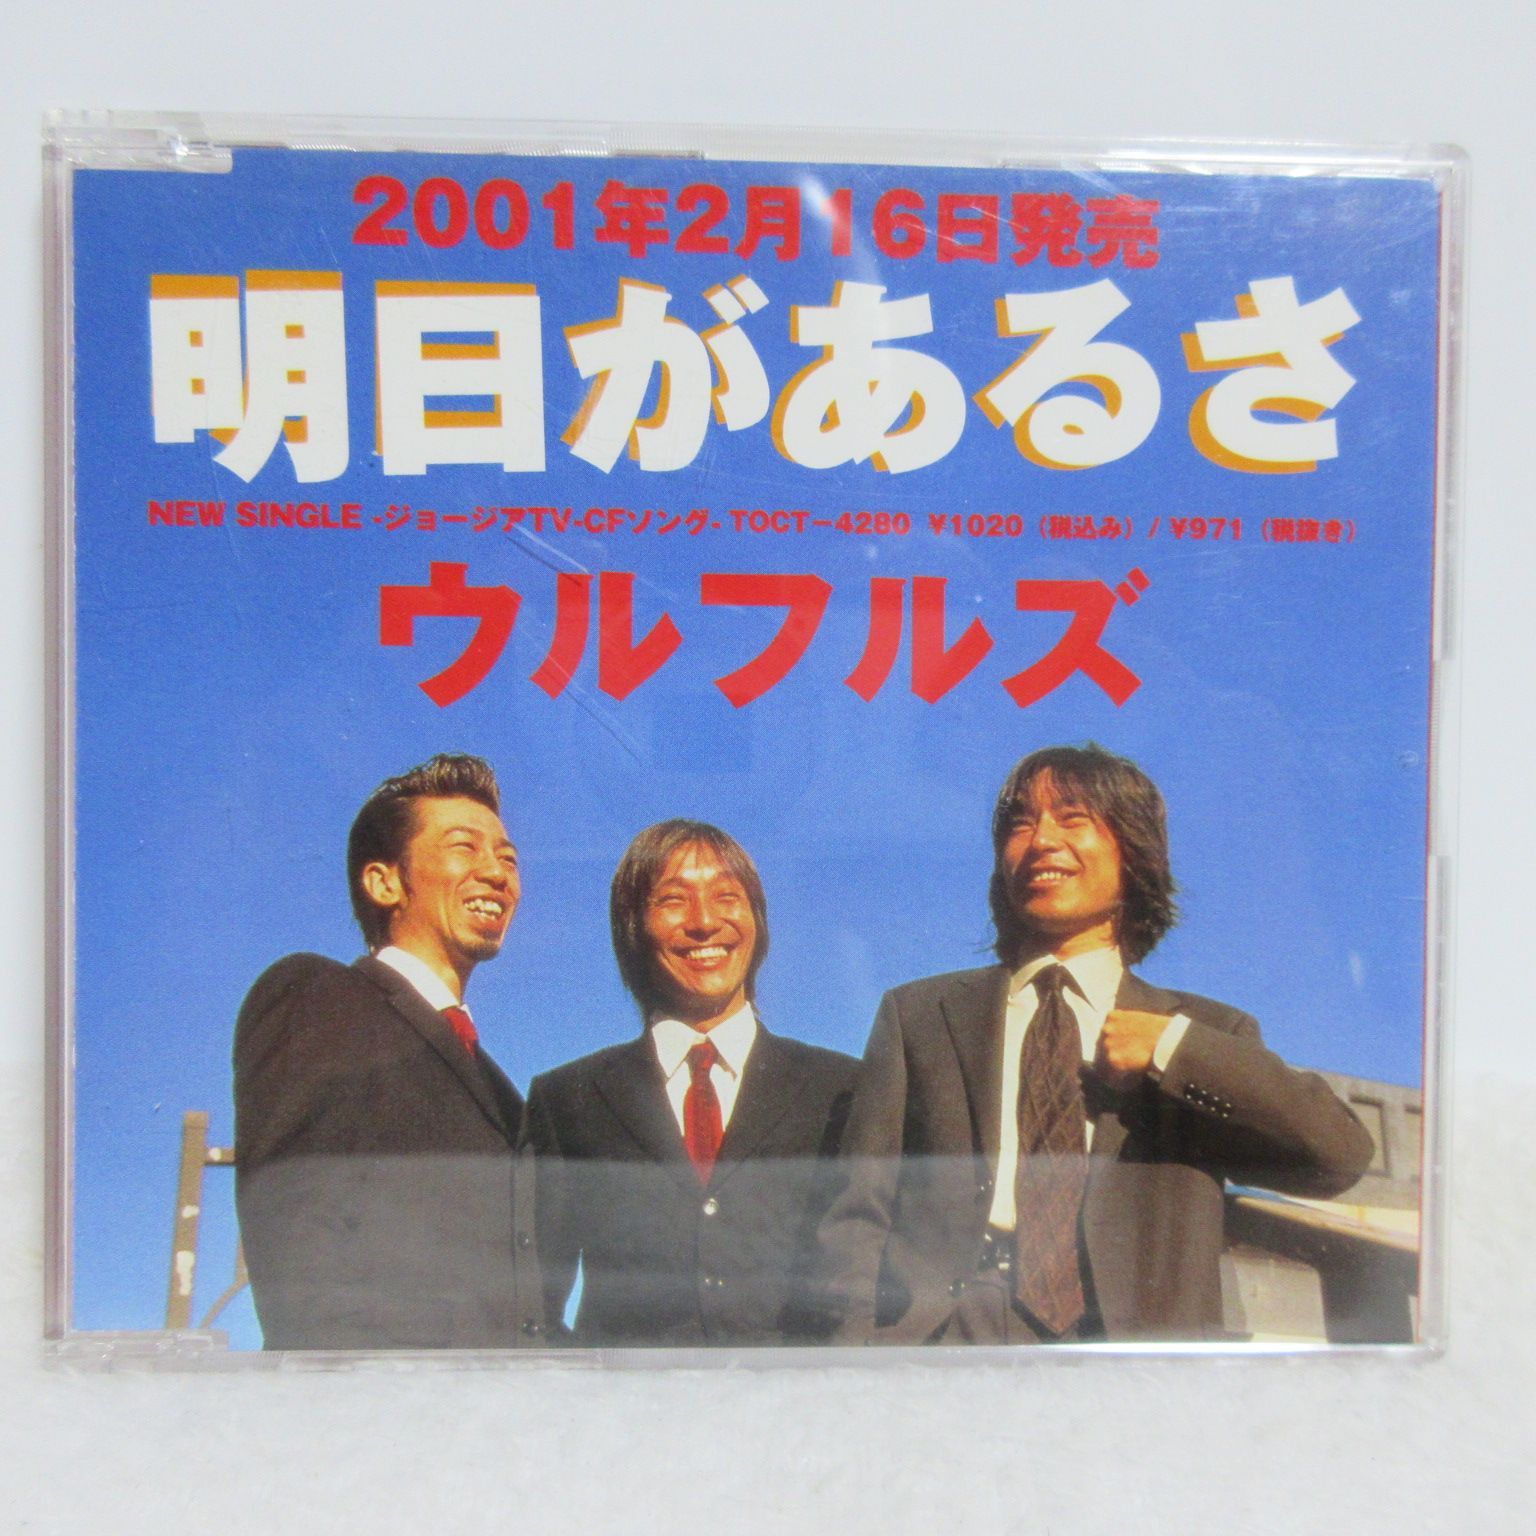 2001年2月16日発売
明日があるさ
NEW SINGLE -ジョージアTV-CFソング- TOCT-4280 ¥1020（税込み）/ ¥971（税抜き）
ウルフルズ